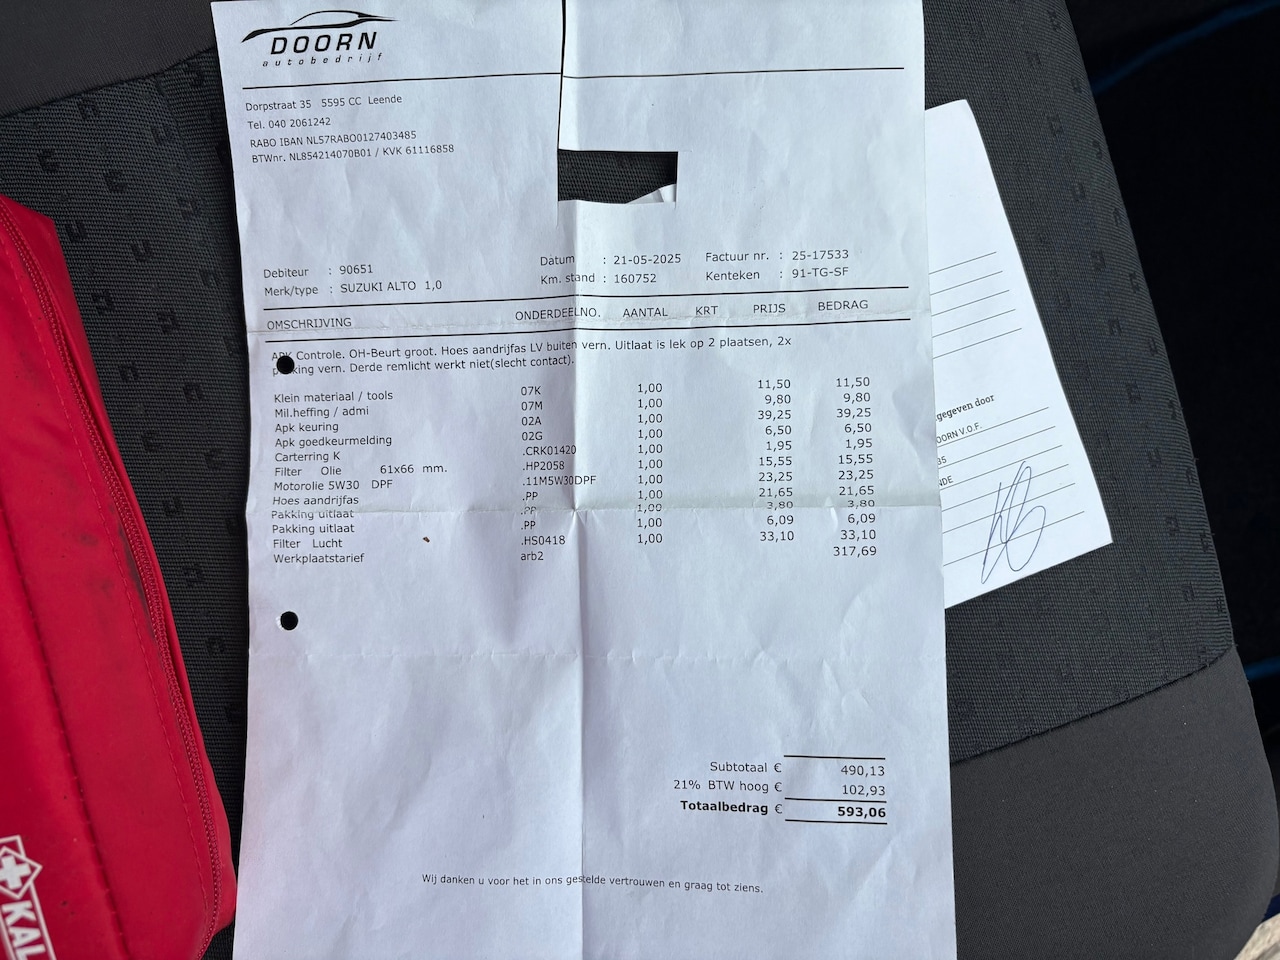 DOORN
autobedrijf
Dorpstraat 35 5595 CC Leende
Tel. 040 2061242
RABO IBAN NL57RABO0127403485
BTWnr. NL854214070B01 / KVK 61116858
Debiteur : 90651 Datum : 21-05-2025 Factuur nr. : 25-17533
Merk/type : SUZUKI ALTO 1,0 Km. stand : 160752 Kenteken : 91-TG-SF
OMSCHRIJVING ONDERDEELNO. AANTAL KRT PRIJS BEDRAG
APK Controle. OH-Beurt groot. Hoes aandrijfas LV buiten vern. Uitlaat is lek op 2 plaatsen, 2x
pakking vern. Derde remlicht werkt niet(slecht contact).
Klein materiaal / tools 07K 1,00 11,50 11,50
Mil.heffing / admi 07M 1,00 9,80 9,80
Apk keuring 02A 1,00 39,25 39,25
Apk goedkeurmelding 02G 1,00 6,50 6,50
Carterring K .CRK01420 1,00 1,95 1,95
Filter Olie 61x66 mm. .HP2058 1,00 15,55 15,55
Motorolie 5W30 DPF .11M5W30DPF 1,00 23,25 23,25
Hoes aandrijfas .PP 1,00 21,65 21,65
Pakking uitlaat .PP 1,00 3,80 3,80
Pakking uitlaat .PP 1,00 6,09 6,09
Filter Lucht .HS0418 1,00 33,10 33,10
Werkplaatstarief arb2 317,69
Subtotaal € 490,13
21% BTW hoog € 102,93
Totaalbedrag € 593,06
Wij danken u voor het in ons gestelde vertrouwen en graag tot ziens.
gegeven door
DOORN V.O.F.
35
NDE
KAL